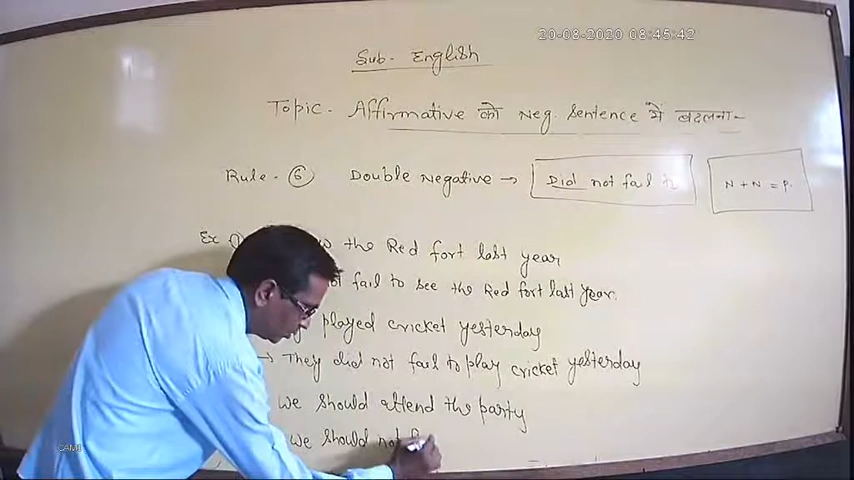 20-08-2020 08:45:42
Sub- English
Topic- Affirmative को Neg. Sentence में बदलना-
Rule- 6 Double Negative → Did not fail to N + N = P.
Ex 1 the Red fort last year
fail to see the Red fort last year.
played cricket yesterday
→ They did not fail to play cricket yesterday
we should attend the party
we should not
CAM1